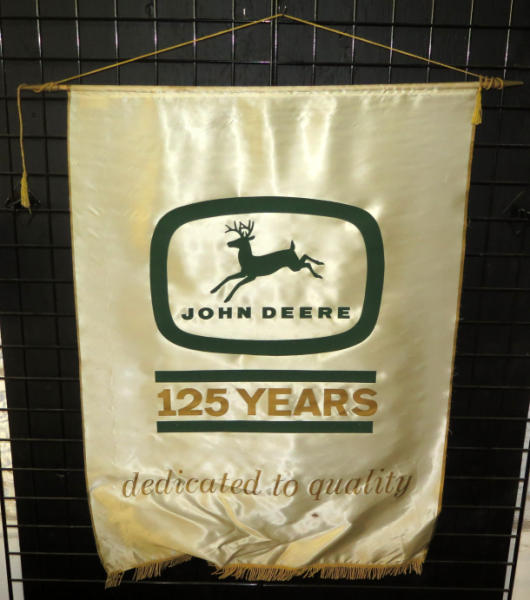 JOHN DEERE
125 YEARS
dedicated to quality